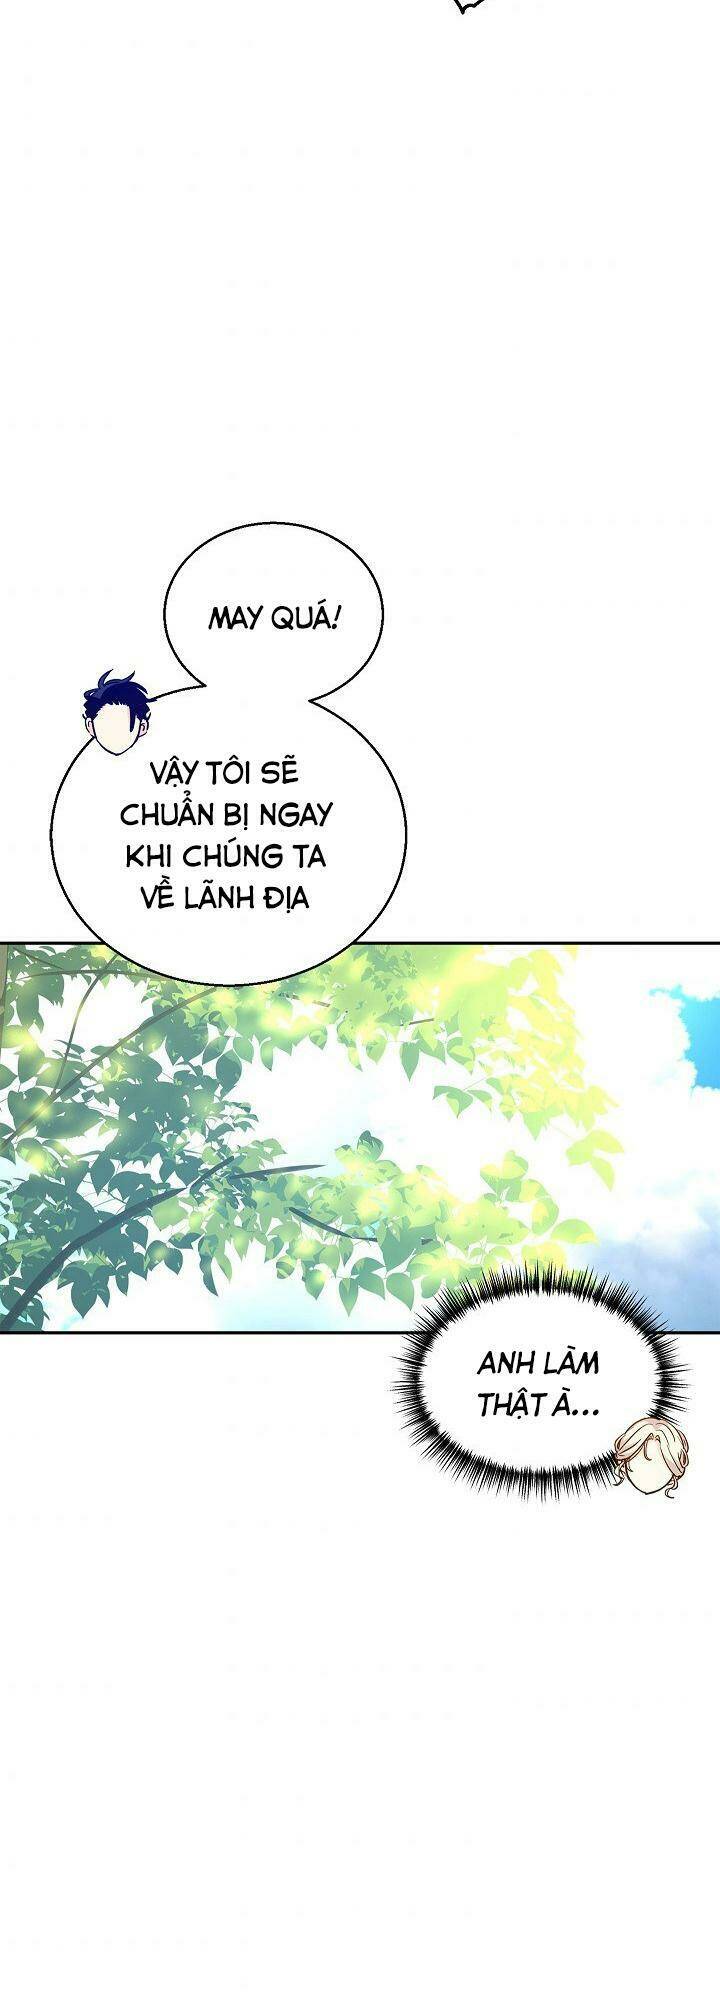 MAY QUÁ!
VẬY TÔI SẼ
CHUẨN BỊ NGAY
KHI CHÚNG TA
VỀ LÃNH ĐỊA
ANH LÀM
THẬT À...